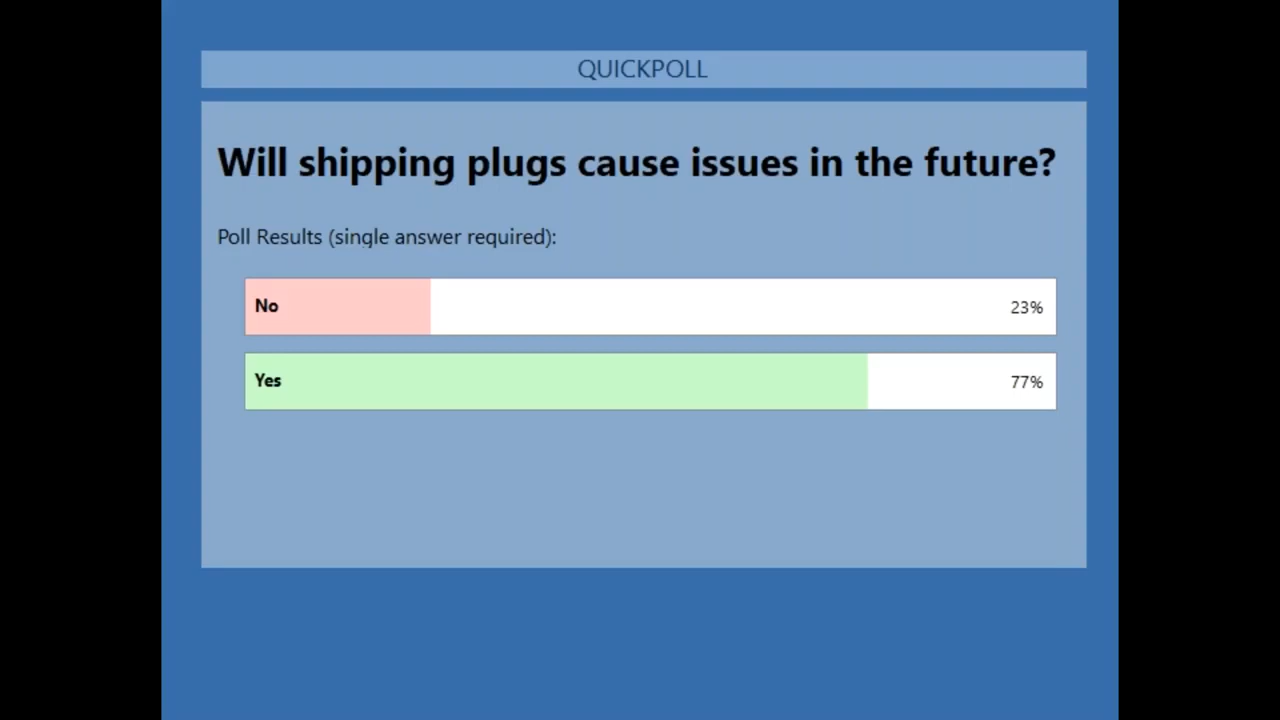 QUICKPOLL
Will shipping plugs cause issues in the future?
Poll Results (single answer required):
No 23%
Yes 77%